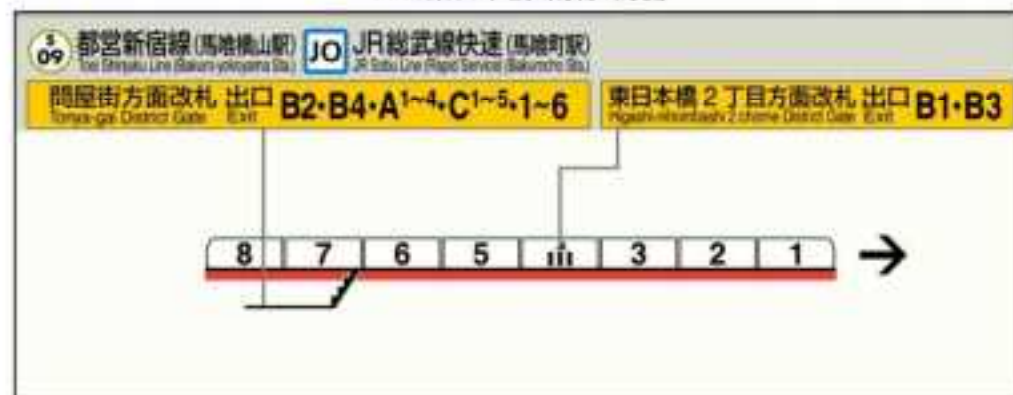 S 09 都営新宿線(馬喰横山駅) JO JR総武線快速(馬喰町駅)
Toei Shinjuku Line (Bakuro-yokoyama Sta.) JR Sobu Line (Rapid Service) (Bakurocho Sta.)
問屋街方面改札 出口 B2・B4・A1~4・C1~5・1~6
Tonya-gai District Gate Exit
東日本橋2丁目方面改札 出口 B1・B3
Higashi-nihombashi 2 chome District Gate Exit
8 7 6 5 3 2 1 →